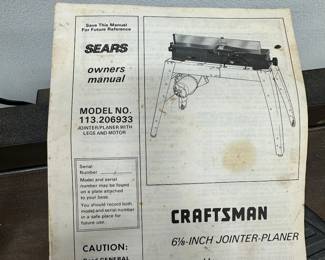 Save This Manual
For Future Reference
SEARS
owners
manual
MODEL NO.
113.206933
JOINTER/PLANER WITH
LEGS AND MOTOR
Serial
Number
Model and serial
number may be found
on a plate attached
to your base.
You should record both
model and serial number
in a safe place for
future use.
CAUTION:
GENERAL
CRAFTSMAN
6⅛-INCH JOINTER-PLANER